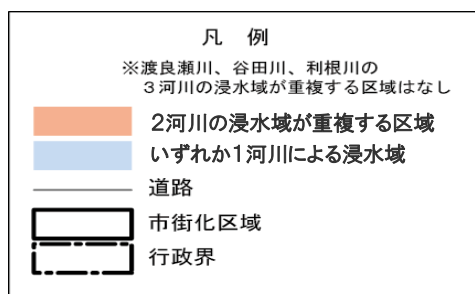 凡　例
※渡良瀬川、谷田川、利根川の
３河川の浸水域が重複する区域はなし
２河川の浸水域が重複する区域
いずれか１河川による浸水域
道路
市街化区域
行政界